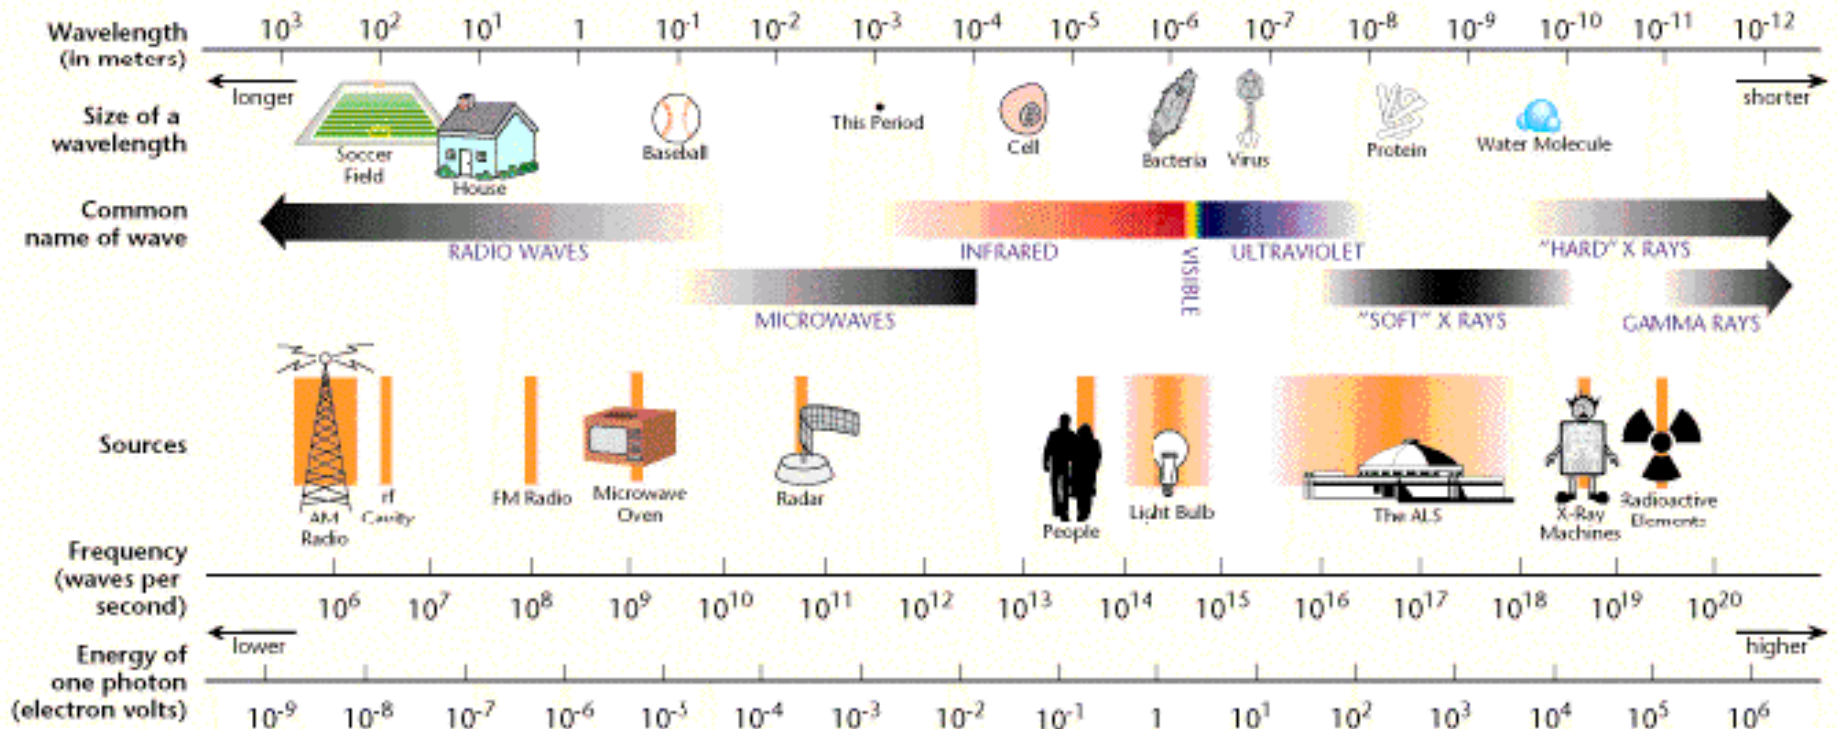 Wavelength
(in meters)
10³ 10² 10¹ 1 10⁻¹ 10⁻² 10⁻³ 10⁻⁴ 10⁻⁵ 10⁻⁶ 10⁻⁷ 10⁻⁸ 10⁻⁹ 10⁻¹⁰ 10⁻¹¹ 10⁻¹²
longer
shorter
Size of a
wavelength
Soccer
Field
House
Baseball
This Period
Cell
Bacteria
Virus
Protein
Water Molecule
Common
name of wave
RADIO WAVES
INFRARED
VISIBLE
ULTRAVIOLET
"HARD" X RAYS
MICROWAVES
"SOFT" X RAYS
GAMMA RAYS
Sources
AM
Radio
rf
Cavity
FM Radio
Microwave
Oven
Radar
People
Light Bulb
The ALS
X-Ray
Machines
Radioactive
Elements
Frequency
(waves per
second)
10⁶ 10⁷ 10⁸ 10⁹ 10¹⁰ 10¹¹ 10¹² 10¹³ 10¹⁴ 10¹⁵ 10¹⁶ 10¹⁷ 10¹⁸ 10¹⁹ 10²⁰
lower
higher
Energy of
one photon
(electron volts)
10⁻⁹ 10⁻⁸ 10⁻⁷ 10⁻⁶ 10⁻⁵ 10⁻⁴ 10⁻³ 10⁻² 10⁻¹ 1 10¹ 10² 10³ 10⁴ 10⁵ 10⁶